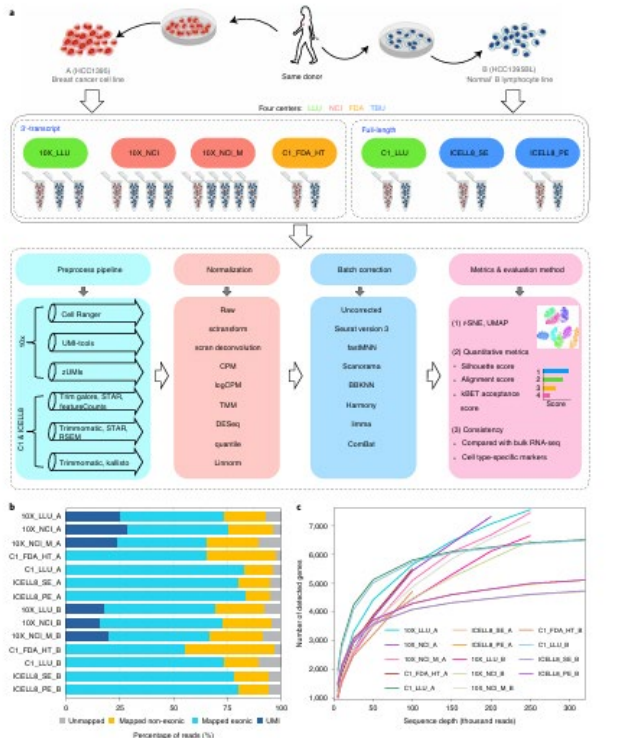 a
A (HCC1395)
Breast cancer cell line
Same donor
B (HCC1395BL)
'Normal' B lymphocyte line
Four centers: LLU NCI FDA TBU
3'-transcript
Full-length
10X_LLU
10X_NCI
10X_NCI_M
C1_FDA_HT
C1_LLU
ICELL8_SE
ICELL8_PE
Preprocess pipeline
Normalization
Batch correction
Metrics & evaluation method
10x
Cell Ranger
UMI-tools
zUMIs
C1 & ICELL8
Trim galore, STAR,
featureCounts
Trimmomatic, STAR,
RSEM
Trimmomatic, kallisto
Raw
sctransform
scran deconvolution
CPM
logCPM
TMM
DESeq
quantile
Linnorm
Uncorrected
Seurat version 3
fastMNN
Scanorama
BBKNN
Harmony
limma
ComBat
(1) t-SNE, UMAP
(2) Quantitative metrics
Silhouette score
Alignment score
kBET acceptance
score
1
2
3
4
Score
(3) Consistency
Compared with bulk RNA-seq
Cell type-specific markers
b
10X_LLU_A
10X_NCI_A
10X_NCI_M_A
C1_FDA_HT_A
C1_LLU_A
ICELL8_SE_A
ICELL8_PE_A
10X_LLU_B
10X_NCI_B
10X_NCI_M_B
C1_FDA_HT_B
C1_LLU_B
ICELL8_SE_B
ICELL8_PE_B
0 25 50 75 100
Unmapped Mapped non-exonic Mapped exonic UMI
Percentage of reads (%)
c
Number of detected genes
7,000
6,000
5,000
4,000
3,000
2,000
1,000
10X_LLU_A ICELL8_SE_A C1_FDA_HT_B
10X_NCI_A ICELL8_PE_A C1_LLU_B
10X_NCI_M_A 10X_LLU_B ICELL8_SE_B
C1_FDA_HT_A 10X_NCI_B ICELL8_PE_B
C1_LLU_A 10X_NCI_M_B
0 50 100 150 200 250 300
Sequence depth (thousand reads)